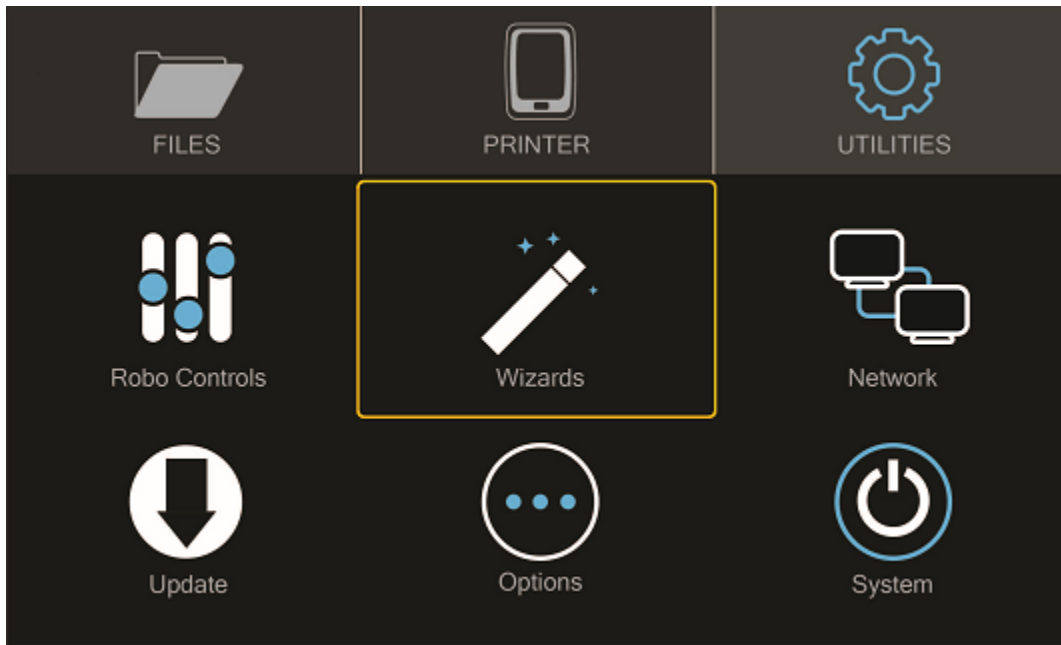 FILES
PRINTER
UTILITIES
Robo Controls
Wizards
Network
Update
Options
System